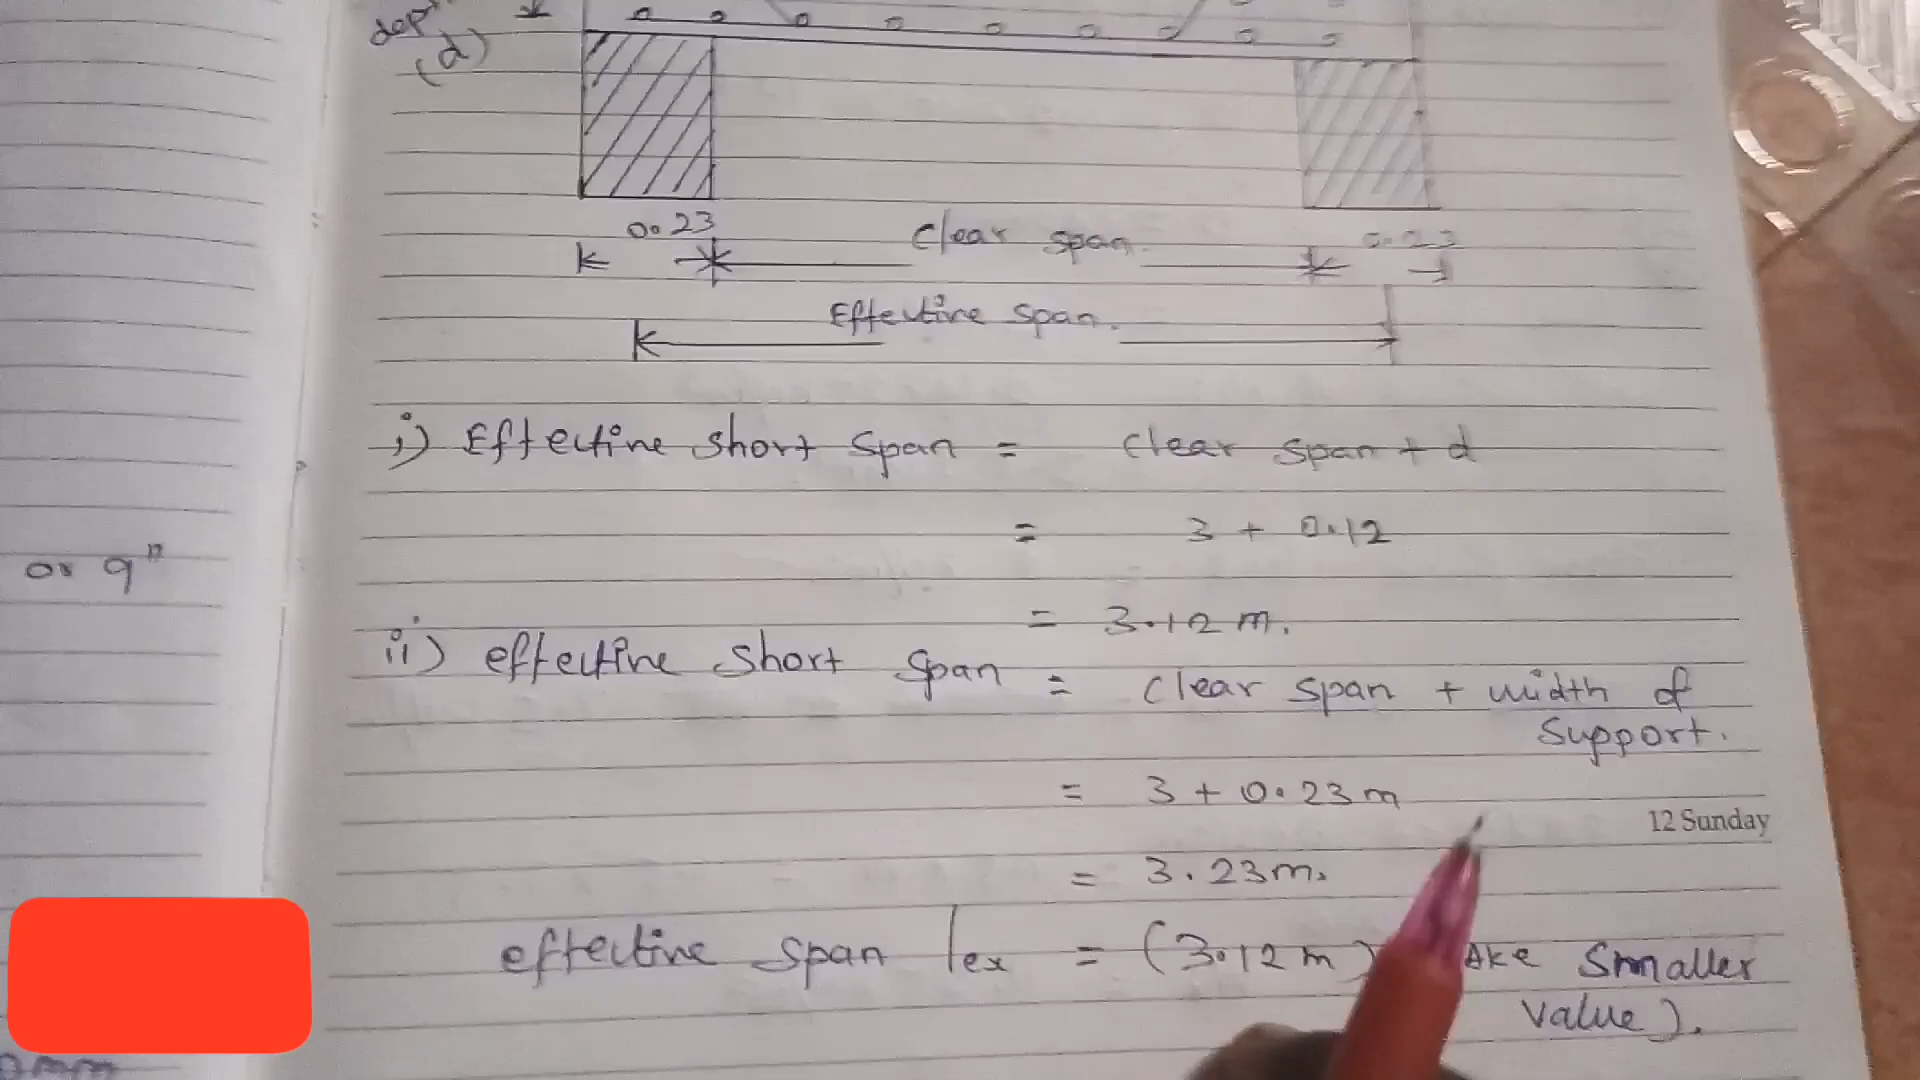 (d)
0.23
Clear span.
0.23
Effective span.
i) Effective short span = clear span + d
= 3 + 0.12
= 3.12 m.
ii) effective short span = clear span + width of
support.
or 9"
= 3 + 0.23 m
12 Sunday
= 3.23m.
effective span lex = (3.12 m) smaller
value).